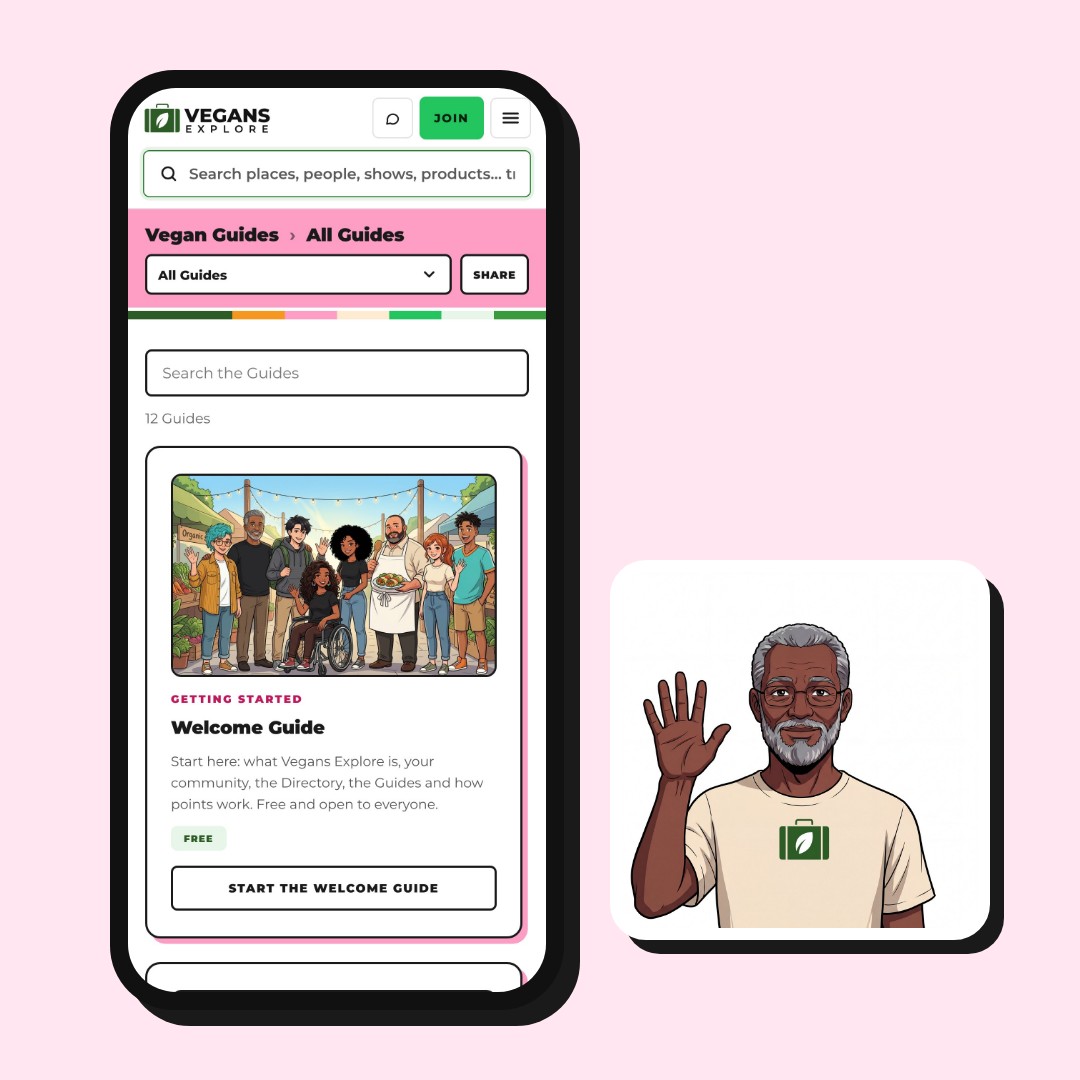 VEGANS
EXPLORE
JOIN
Search places, people, shows, products...
Vegan Guides › All Guides
All Guides
SHARE
Search the Guides
12 Guides
Organic
GETTING STARTED
Welcome Guide
Start here: what Vegans Explore is, your
community, the Directory, the Guides and how
points work. Free and open to everyone.
FREE
START THE WELCOME GUIDE